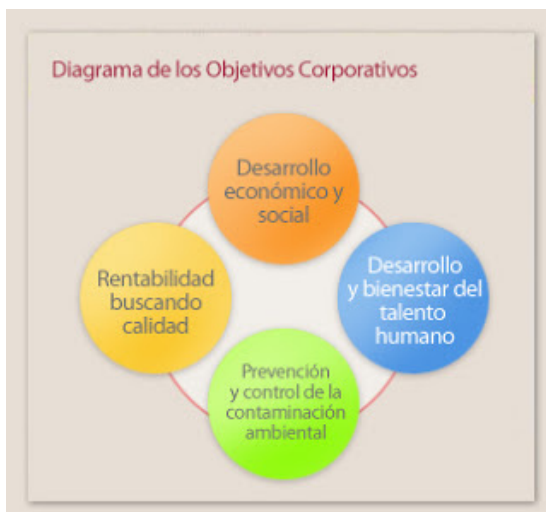 Diagrama de los Objetivos Corporativos
Desarrollo
económico y
social
Rentabilidad
buscando
calidad
Desarrollo
y bienestar del
talento
humano
Prevención
y control de la
contaminación
ambiental